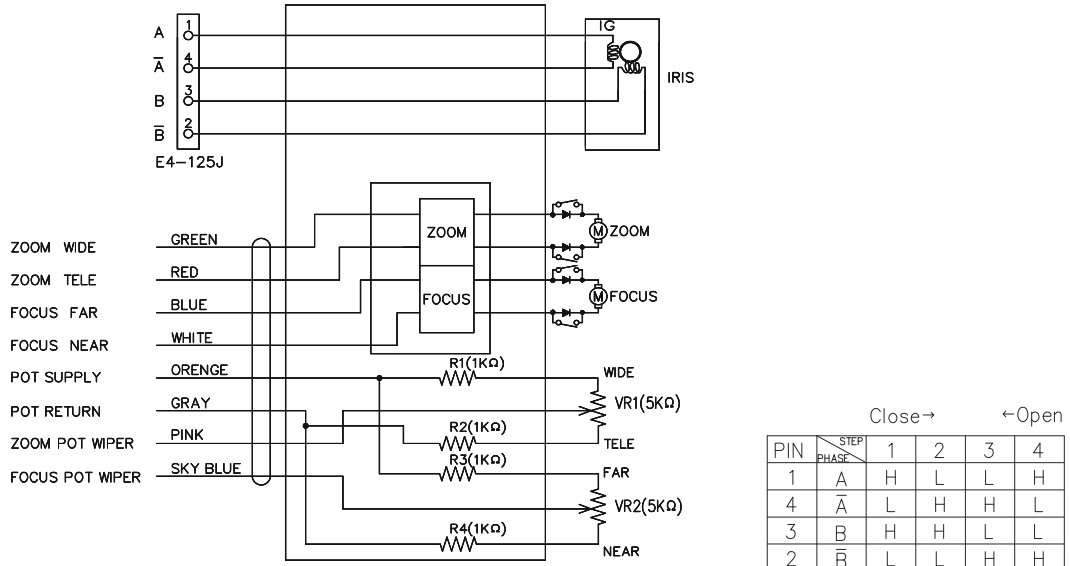 A 1
IG
A̅ 4
B 3
IRIS
B̅ 2
E4-125J
ZOOM M ZOOM
ZOOM WIDE GREEN
ZOOM TELE RED
FOCUS M FOCUS
FOCUS FAR BLUE
FOCUS NEAR WHITE
POT SUPPLY ORENGE R1(1KΩ) WIDE
POT RETURN GRAY VR1(5KΩ)
ZOOM POT WIPER PINK R2(1KΩ) TELE
FOCUS POT WIPER SKY BLUE R3(1KΩ) FAR
VR2(5KΩ)
R4(1KΩ) NEAR
Close→ ←Open
PIN STEP PHASE 1 2 3 4
1 A H L L H
4 A̅ L H H L
3 B H H L L
2 B̅ L L H H